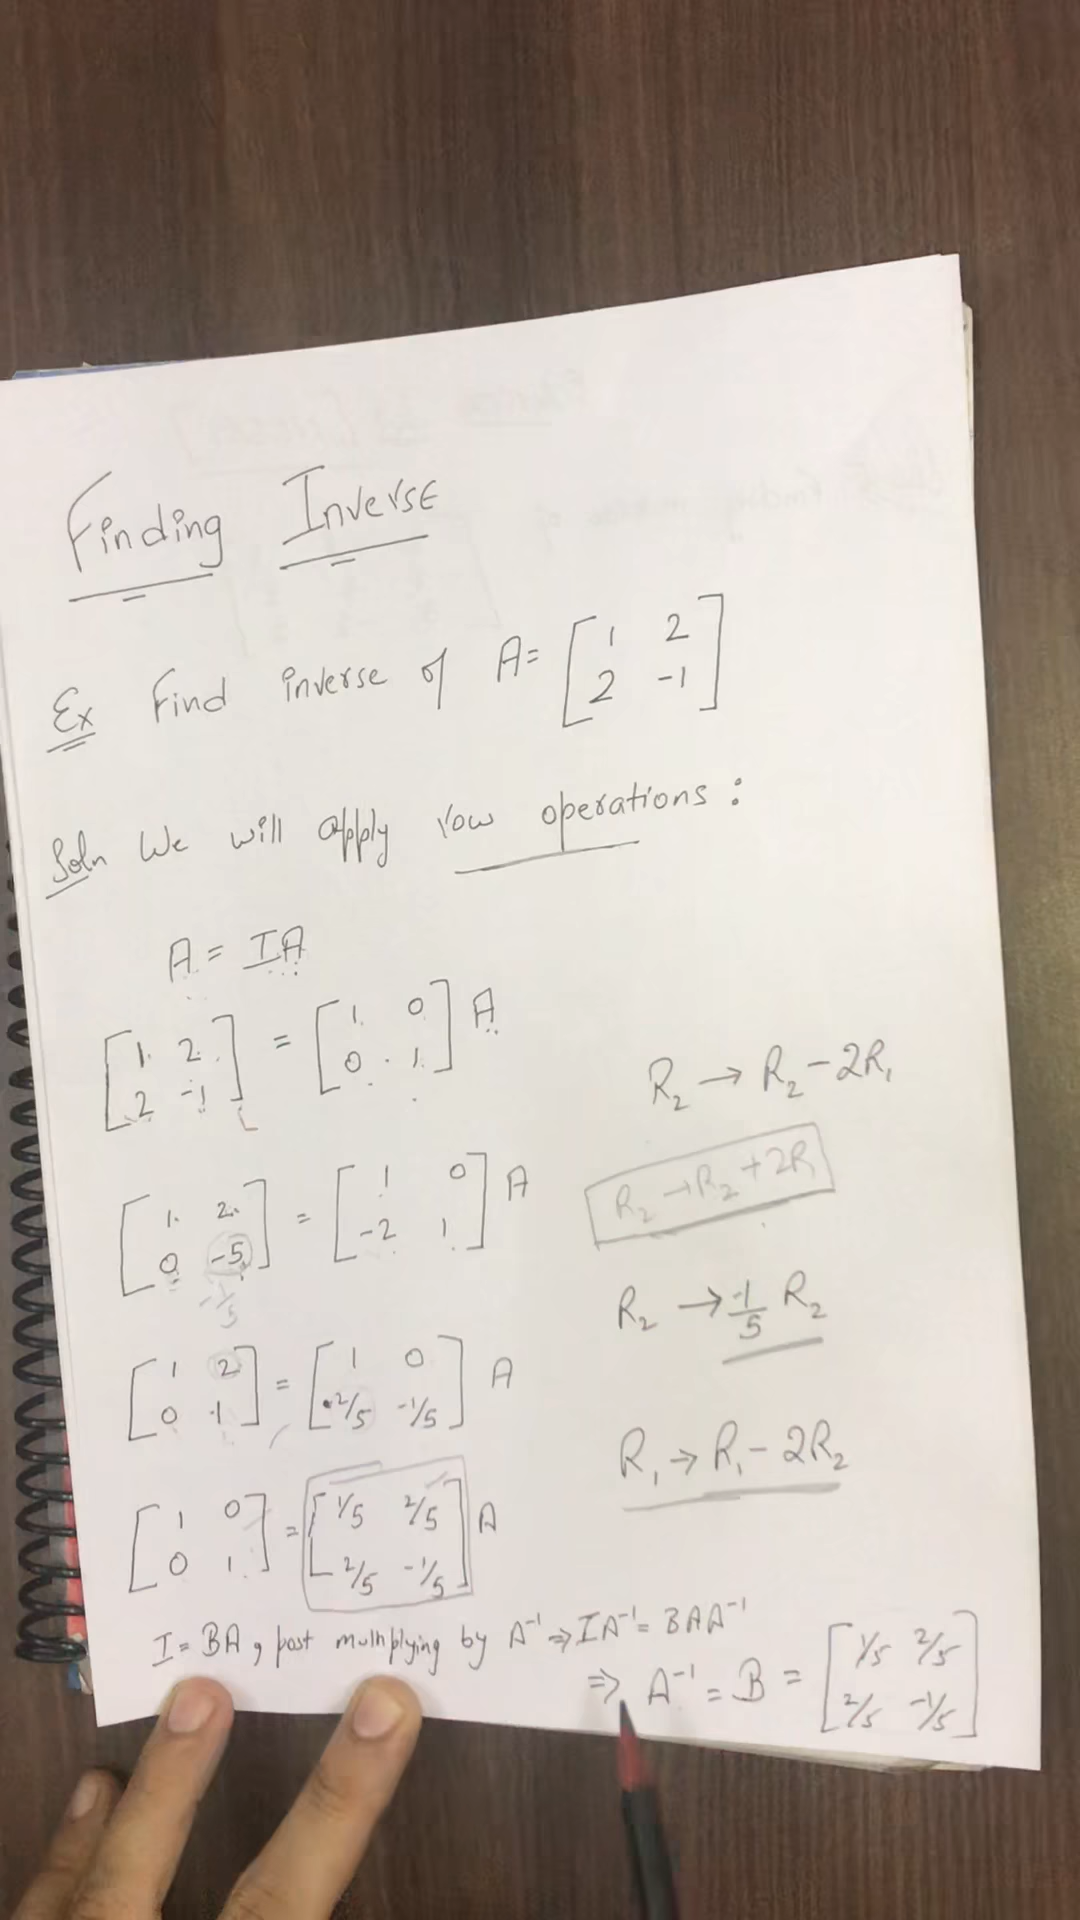 Finding Inverse
Ex Find inverse of A = [ 1 2
2 -1 ]
Soln We will apply row operations :
A = IA
[ 1 2
2 -1 ] = [ 1 0
0 1 ] A
R₂ → R₂ - 2R₁
R₂ → R₂ + 2R₁
[ 1 2
0 -5 ] = [ 1 0
-2 1 ] A
-1/5
R₂ → -1/5 R₂
[ 1 2
0 1 ] = [ 1 0
2/5 -1/5 ] A
R₁ → R₁ - 2R₂
[ 1 0
0 1 ] = [ 1/5 2/5
2/5 -1/5 ] A
I = BA, post multiplying by A⁻¹ ⇒ IA⁻¹ = BAA⁻¹
⇒ A⁻¹ = B = [ 1/5 2/5
2/5 -1/5 ]